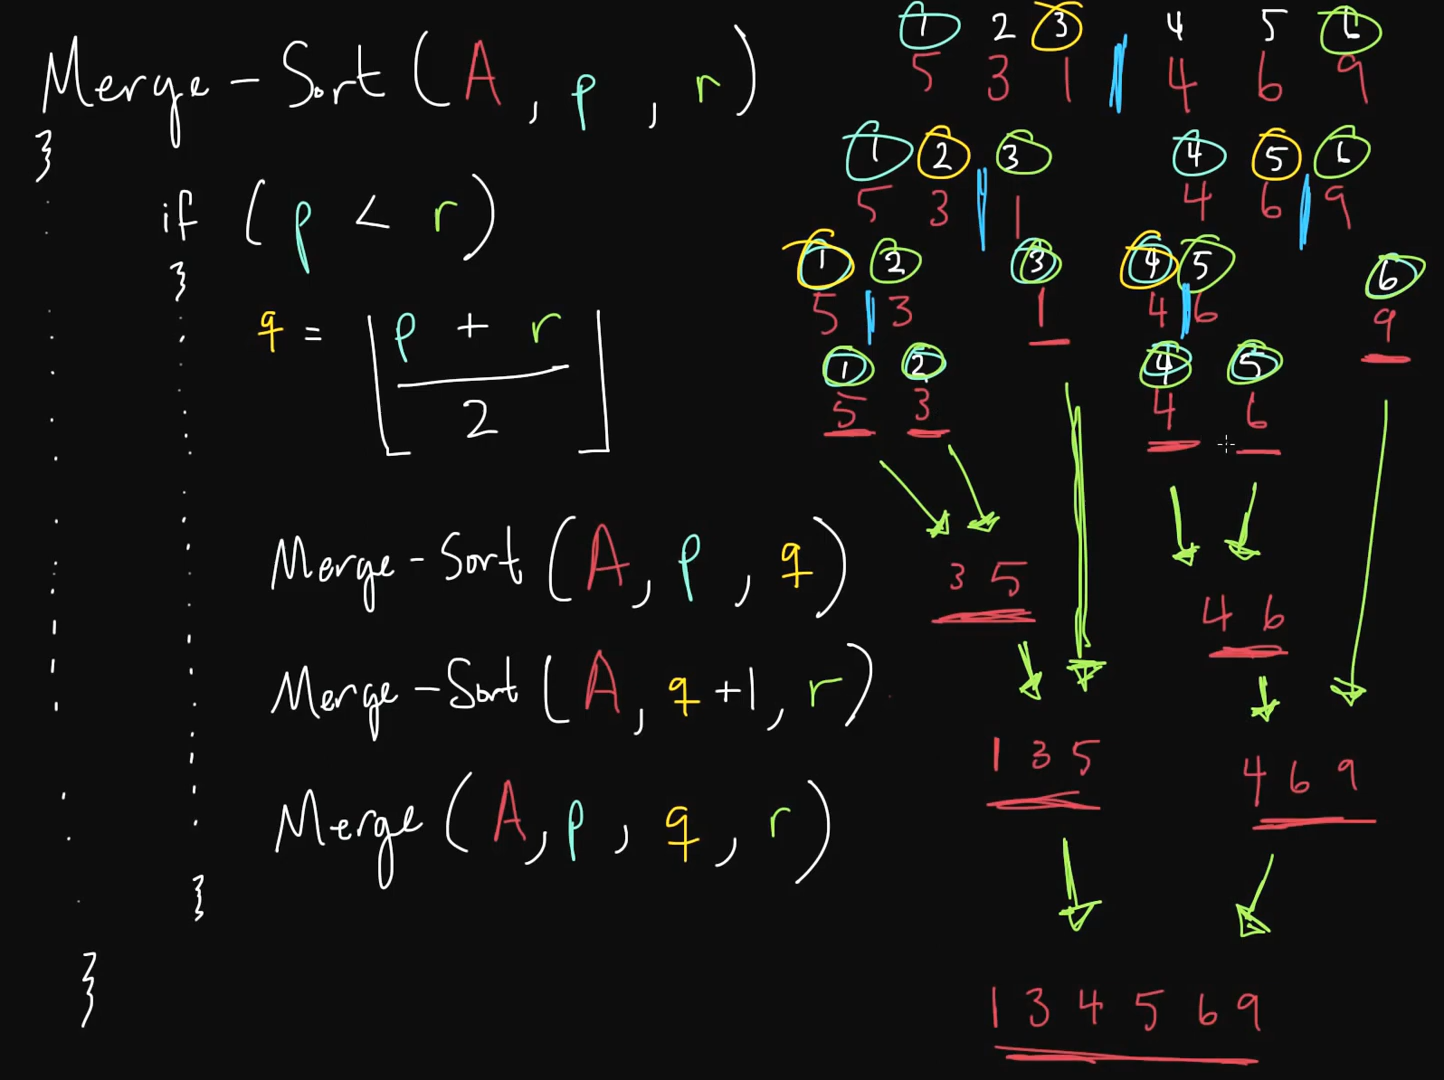 Merge-Sort (A, p, r)
}
if (p < r)
}
q = ⌊ p + r
2 ⌋
Merge-Sort (A, p, q)
Merge-Sort (A, q +1, r)
Merge (A, p, q, r)
}
}
1 2 3 4 5 6
5 3 1 4 6 9
1 2 3 4 5 6
5 3 1 4 6 9
1 2 3 4 5 6
5 3 1 4 6 9
1 2 4 5
5 3 4 6
3 5
4 6
1 3 5
4 6 9
1 3 4 5 6 9